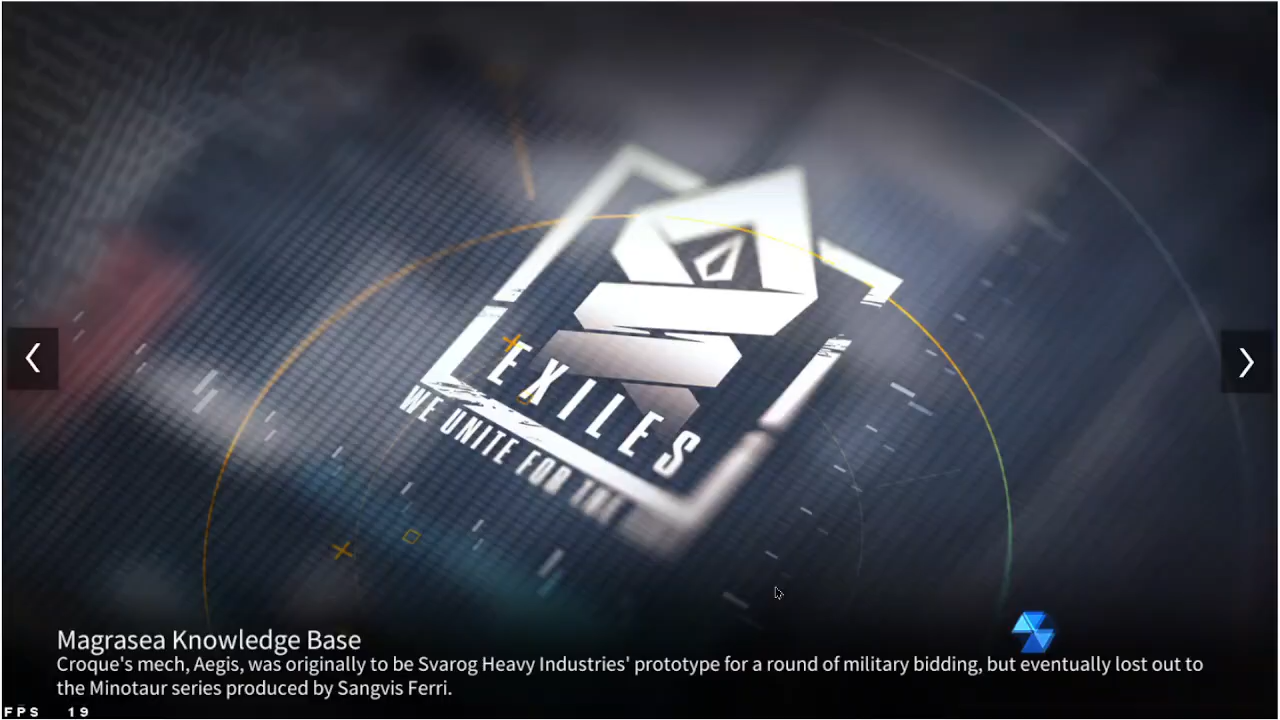 EXILES
WE UNITE FOR THE
Magrasea Knowledge Base
Croque's mech, Aegis, was originally to be Svarog Heavy Industries' prototype for a round of military bidding, but eventually lost out to
the Minotaur series produced by Sangvis Ferri.
FPS 19